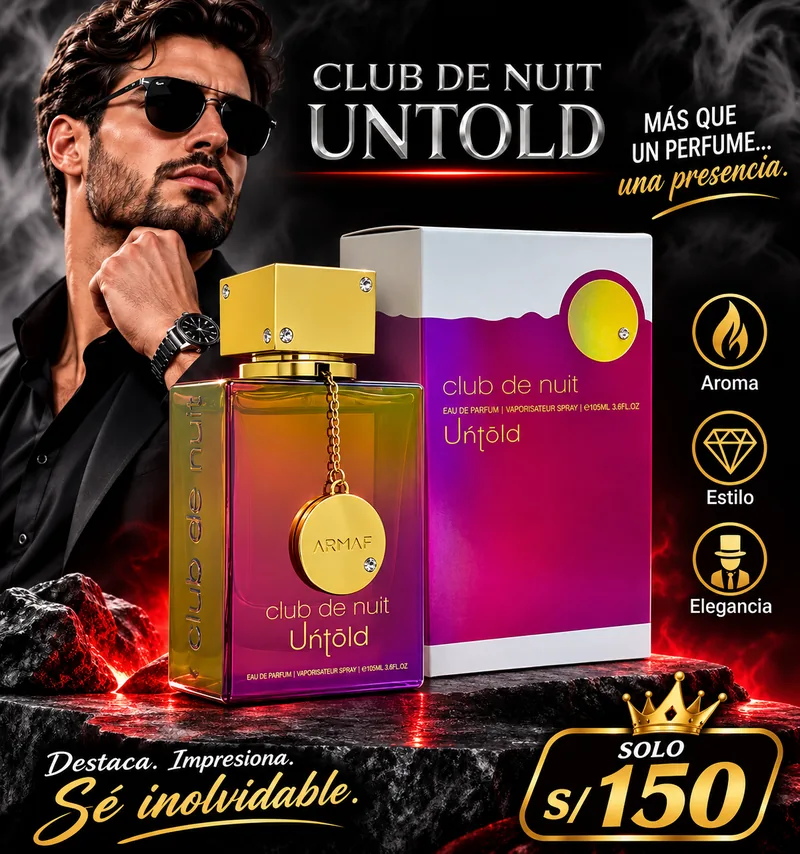 CLUB DE NUIT
UNTOLD
MÁS QUE
UN PERFUME...
una presencia.
club de nuit
EAU DE PARFUM | VAPORISATEUR SPRAY | ℮105ML 3.6FL.OZ
Uńţōld
Aroma
Estilo
Elegancia
club de nuit
ARMAF
club de nuit
Uńţōld
EAU DE PARFUM | VAPORISATEUR SPRAY | ℮105ML 3.6FL.OZ
Destaca. Impresiona.
Sé inolvidable.
SOLO
S/150